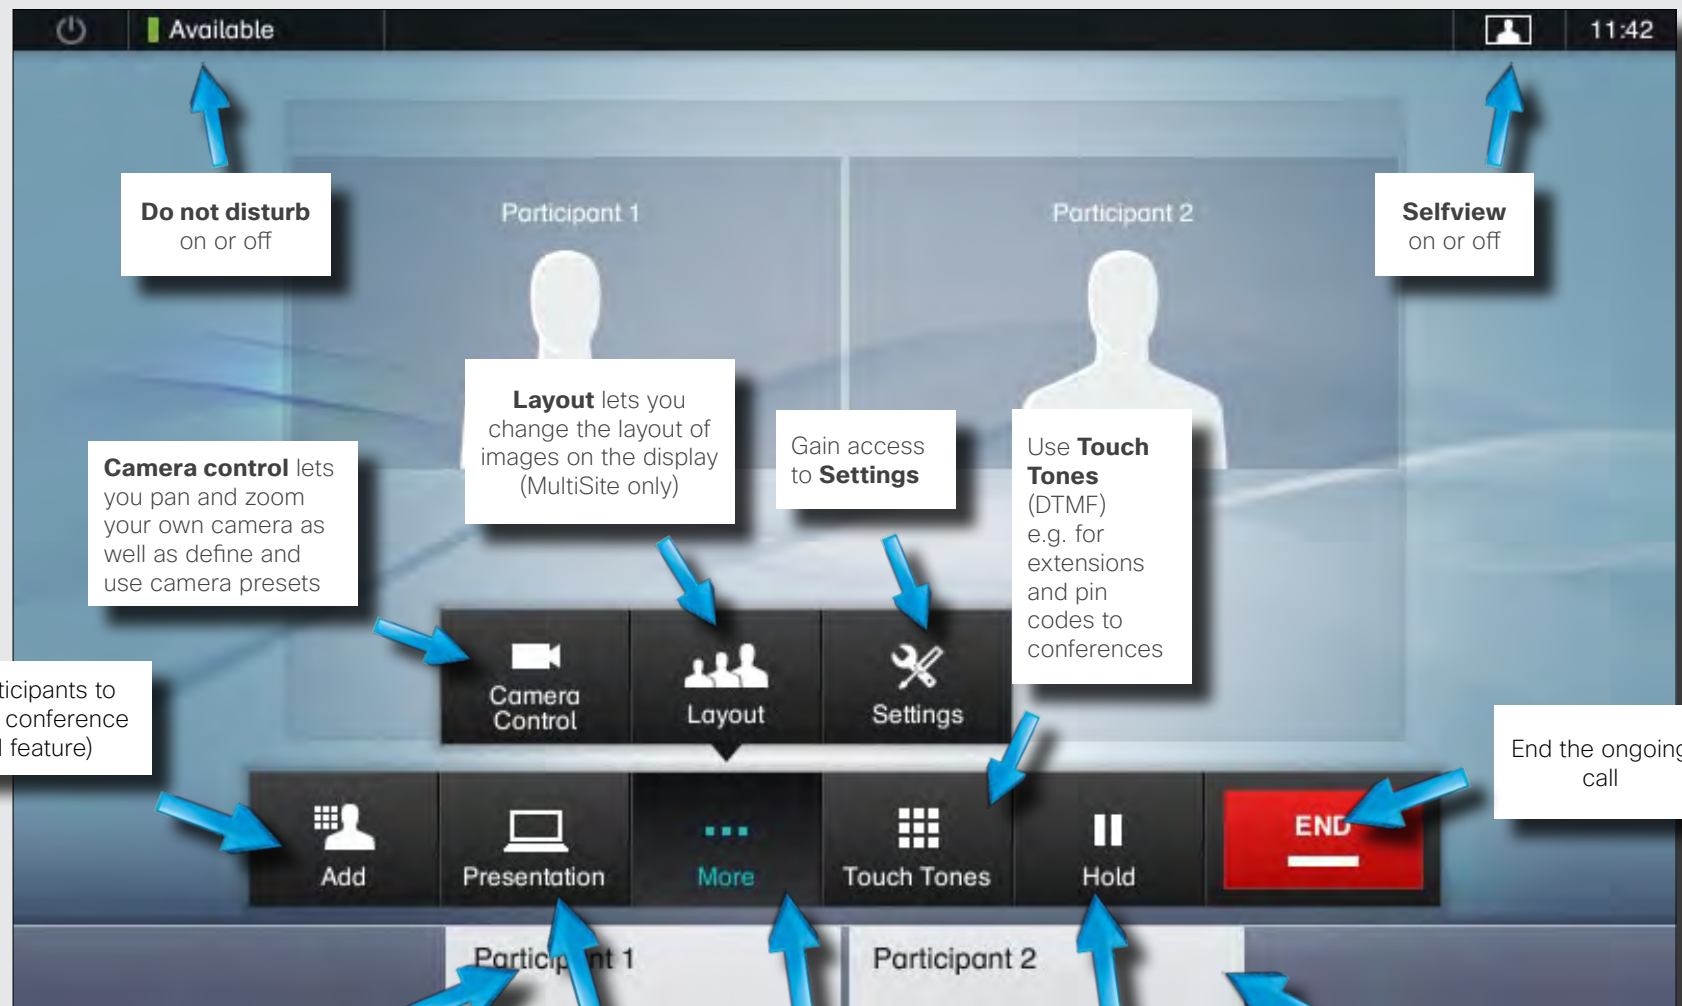 Available
11:42
Do not disturb
on or off
Selfview
on or off
Participant 1
Participant 2
Layout lets you
change the layout of
images on the display
(MultiSite only)
Gain access
to Settings
Use Touch
Tones
(DTMF)
e.g. for
extensions
and pin
codes to
conferences
Camera control lets
you pan and zoom
your own camera as
well as define and
use camera presets
Camera
Control
Layout
Settings
ticipants to
conference
feature)
End the ongoing
call
Add
Presentation
More
Touch Tones
Hold
END
Participant 1
Participant 2